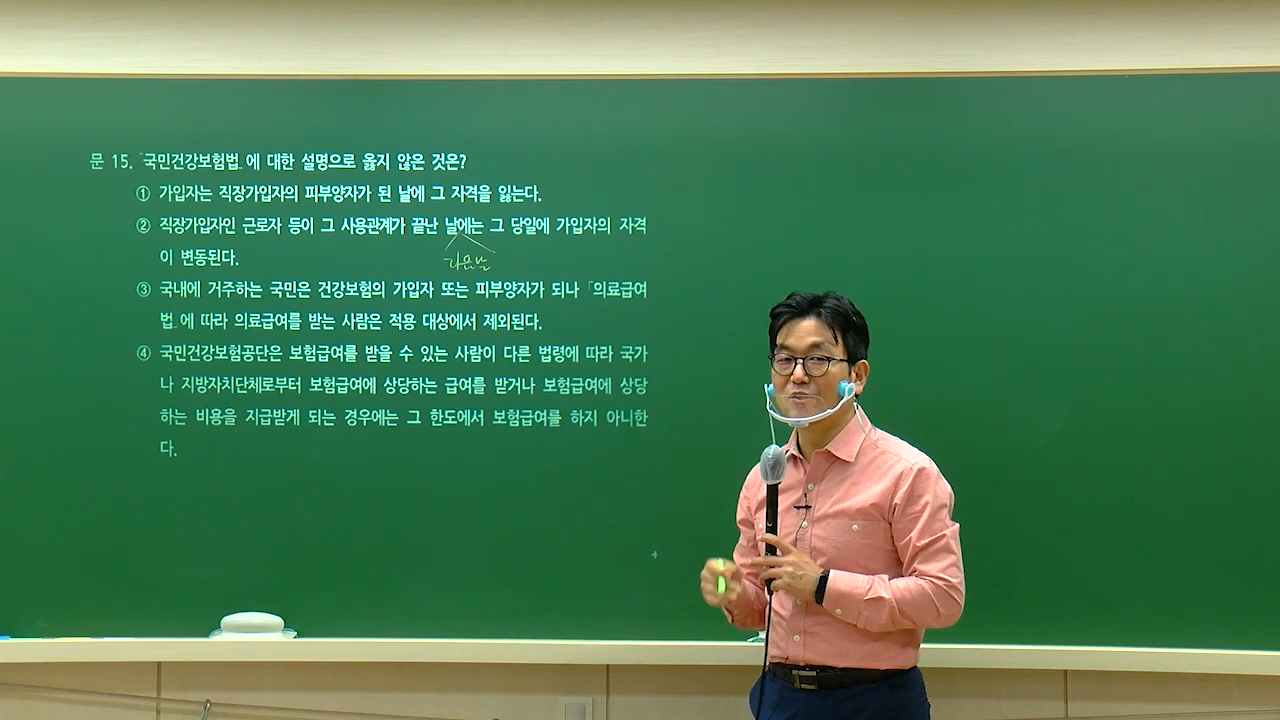 문 15. 「국민건강보험법」에 대한 설명으로 옳지 않은 것은?
① 가입자는 직장가입자의 피부양자가 된 날에 그 자격을 잃는다.
② 직장가입자인 근로자 등이 그 사용관계가 끝난 날에는 그 당일에 가입자의 자격
이 변동된다.
다음날
③ 국내에 거주하는 국민은 건강보험의 가입자 또는 피부양자가 되나 「의료급여
법」에 따라 의료급여를 받는 사람은 적용 대상에서 제외된다.
④ 국민건강보험공단은 보험급여를 받을 수 있는 사람이 다른 법령에 따라 국가
나 지방자치단체로부터 보험급여에 상당하는 급여를 받거나 보험급여에 상당
하는 비용을 지급받게 되는 경우에는 그 한도에서 보험급여를 하지 아니한
다.